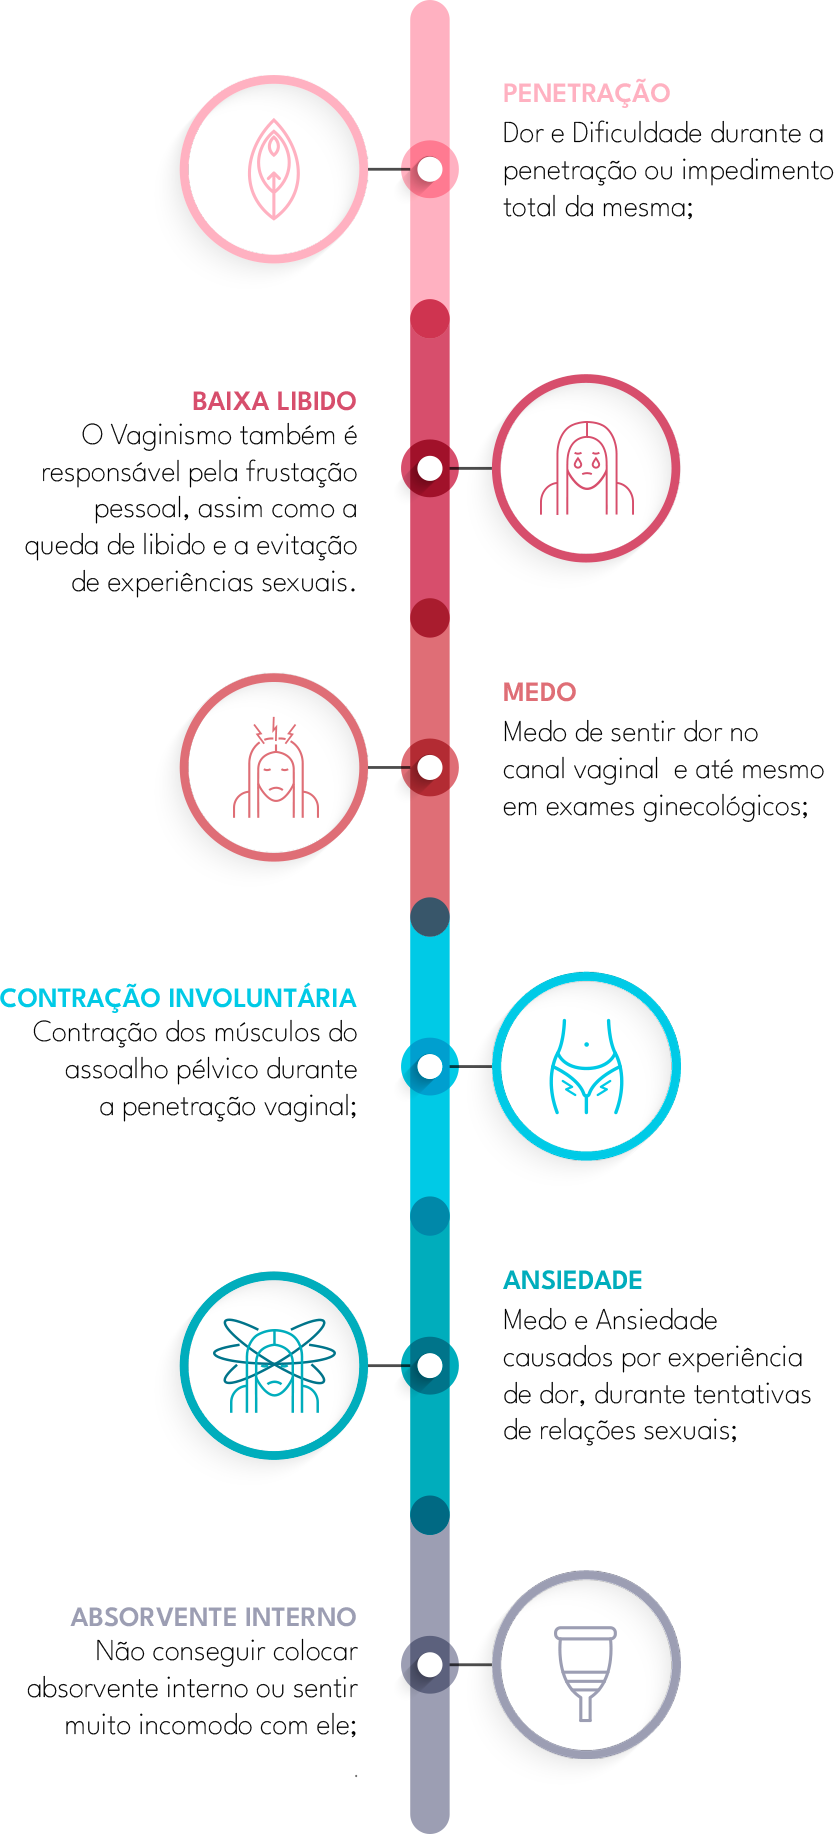 PENETRAÇÃO
Dor e Dificuldade durante a
penetração ou impedimento
total da mesma;
BAIXA LIBIDO
O Vaginismo também é
responsável pela frustação
pessoal, assim como a
queda de libido e a evitação
de experiências sexuais.
MEDO
Medo de sentir dor no
canal vaginal  e até mesmo
em exames ginecológicos;
CONTRAÇÃO INVOLUNTÁRIA
Contração dos músculos do
assoalho pélvico durante
a penetração vaginal;
ANSIEDADE
Medo e Ansiedade
causados por experiência
de dor, durante tentativas
de relações sexuais;
ABSORVENTE INTERNO
Não conseguir colocar
absorvente interno ou sentir
muito incomodo com ele;
.